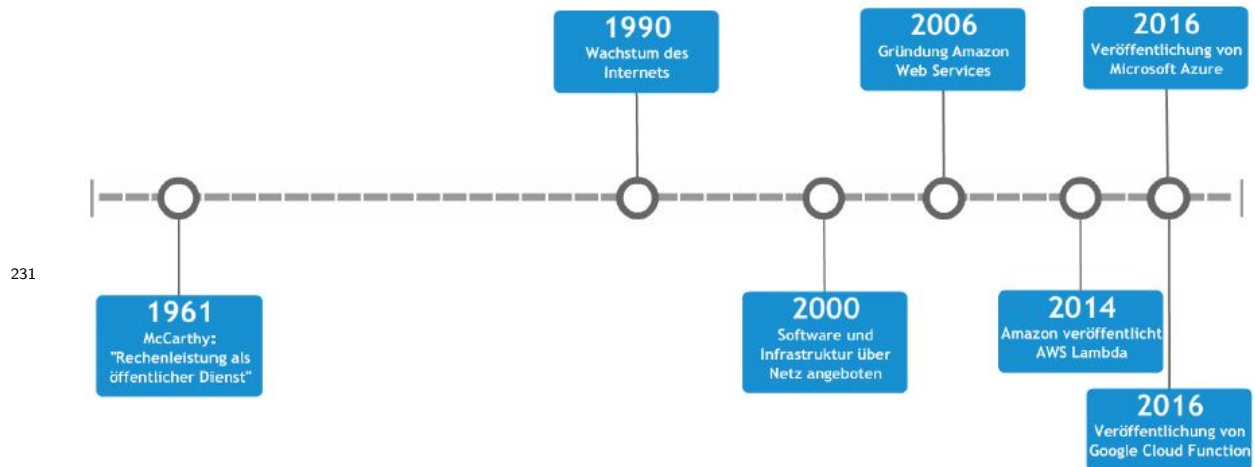 1990
Wachstum des
Internets
2006
Gründung Amazon
Web Services
2016
Veröffentlichung von
Microsoft Azure
231
1961
McCarthy:
"Rechenleistung als
öffentlicher Dienst"
2000
Software und
Infrastruktur über
Netz angeboten
2014
Amazon veröffentlicht
AWS Lambda
2016
Veröffentlichung von
Google Cloud Function